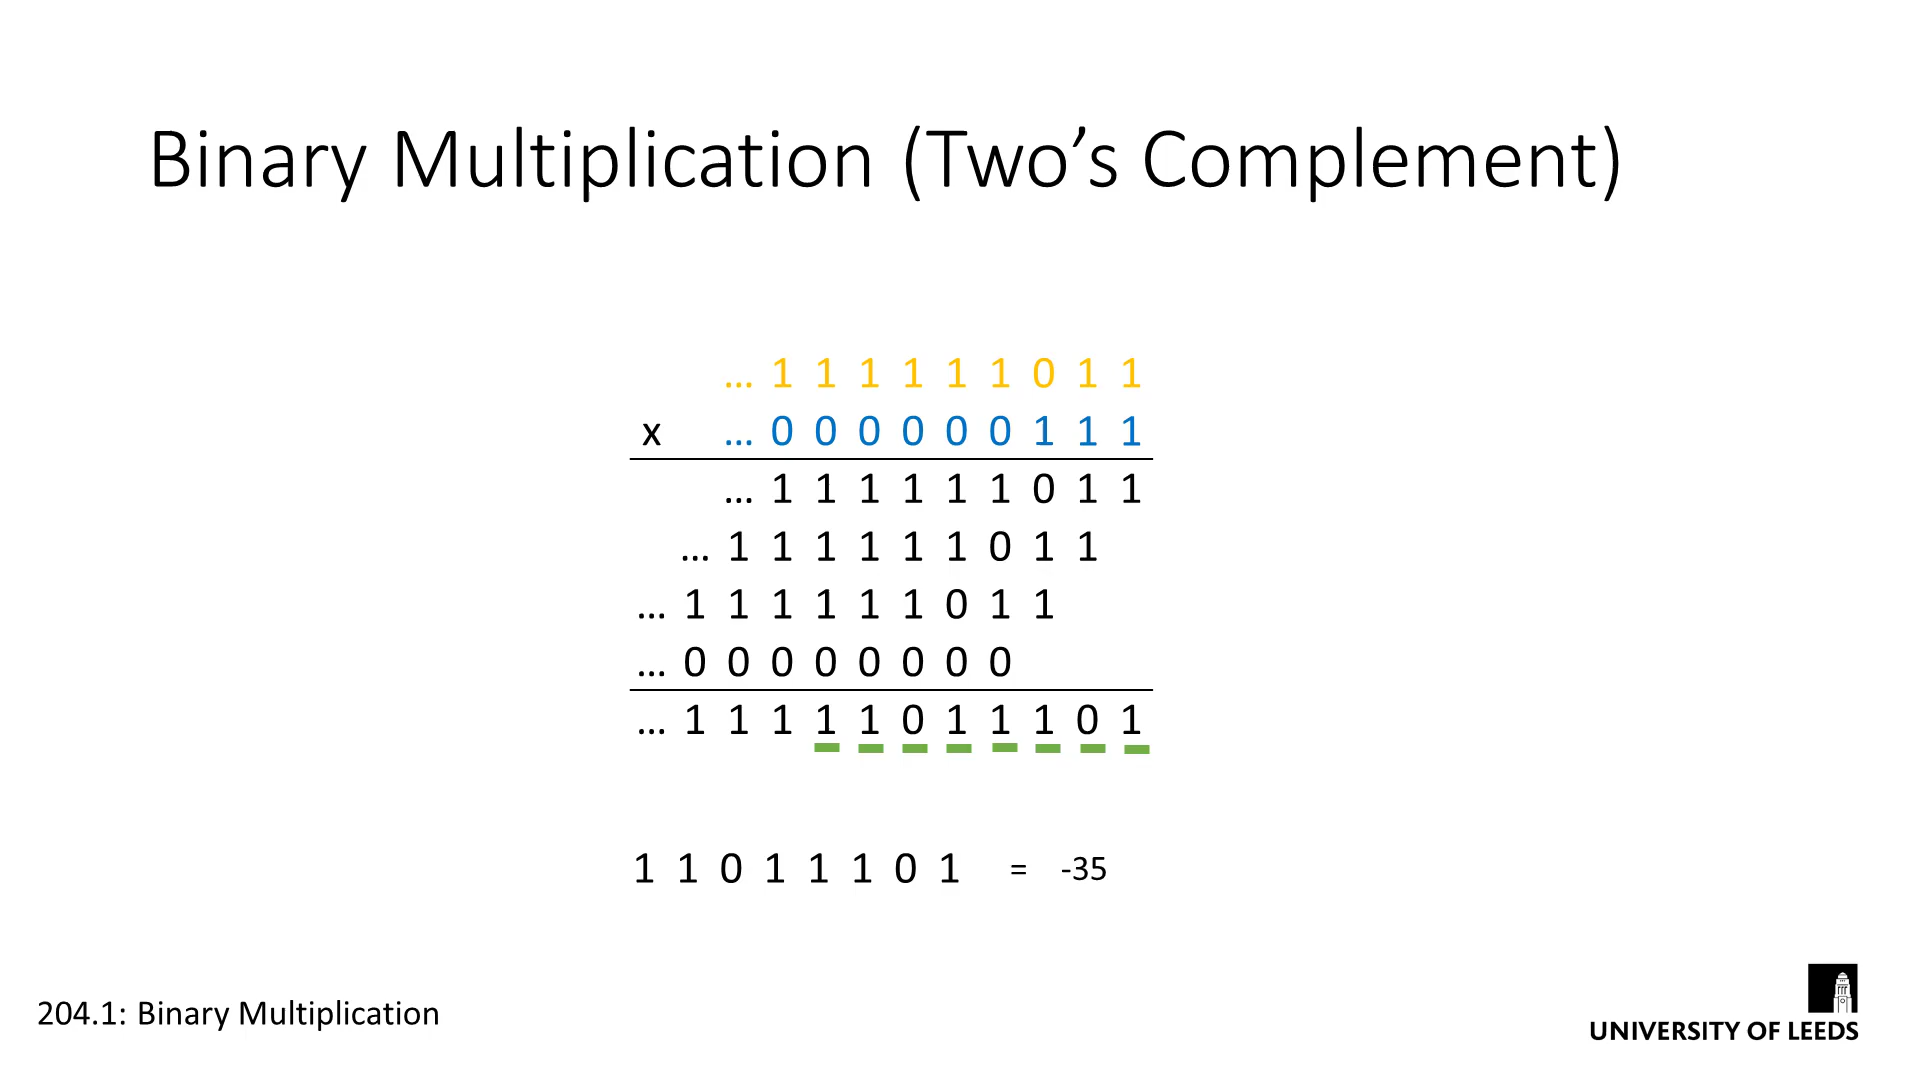 Binary Multiplication (Two’s Complement)
… 1 1 1 1 1 1 0 1 1
x … 0 0 0 0 0 0 1 1 1
… 1 1 1 1 1 1 0 1 1
… 1 1 1 1 1 1 0 1 1
… 1 1 1 1 1 1 0 1 1
… 0 0 0 0 0 0 0 0
… 1 1 1 1 1 0 1 1 1 0 1
1 1 0 1 1 1 0 1 = -35
204.1: Binary Multiplication
UNIVERSITY OF LEEDS